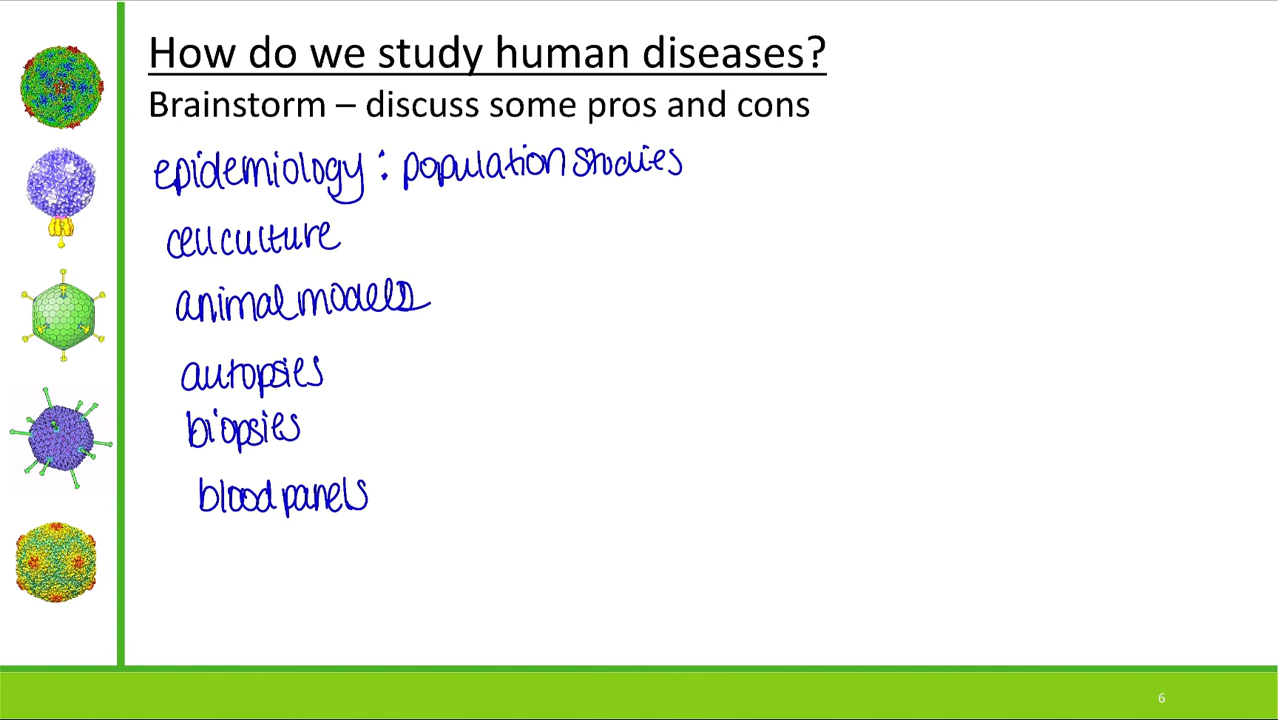 How do we study human diseases?
Brainstorm – discuss some pros and cons
epidemiology : population studies
cell culture
animal models
autopsies
biopsies
blood panels
6